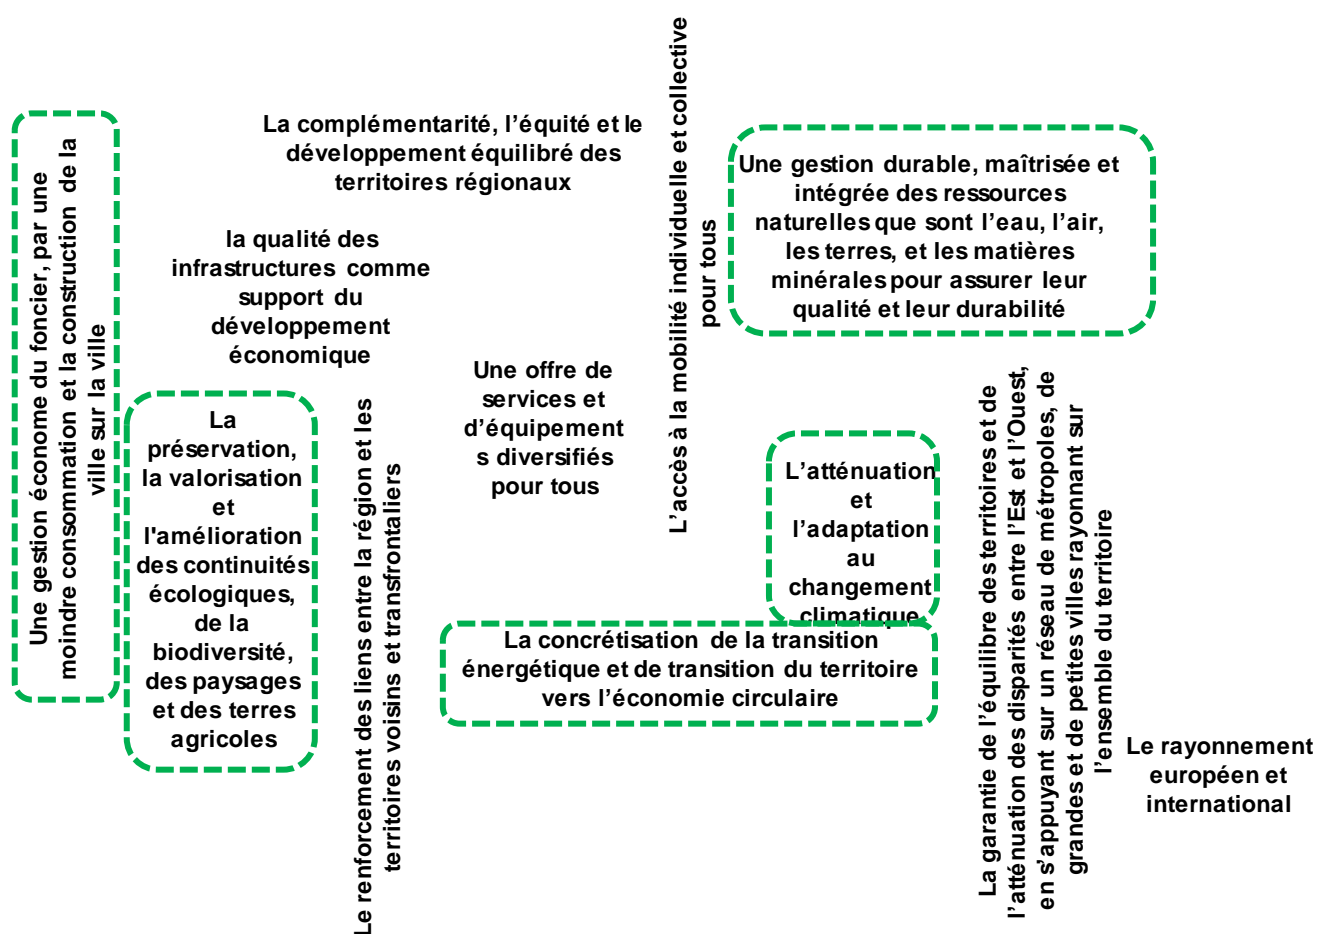 Une gestion économe du foncier, par une
moindre consommation et la construction de la
ville sur la ville
La complémentarité, l’équité et le
développement équilibré des
territoires régionaux
la qualité des
infrastructures comme
support du
développement
économique
La
préservation,
la valorisation
et
l'amélioration
des continuités
écologiques,
de la
biodiversité,
des paysages
et des terres
agricoles
Le renforcement des liens entre la région et les
territoires voisins et transfrontaliers
Une offre de
services et
d’équipement
s diversifiés
pour tous
L’accès à la mobilité individuelle et collective
pour tous
Une gestion durable, maîtrisée et
intégrée des ressources
naturelles que sont l’eau, l’air,
les terres, et les matières
minérales pour assurer leur
qualité et leur durabilité
L’atténuation
et
l’adaptation
au
changement
climatique
La concrétisation de la transition
énergétique et de transition du territoire
vers l’économie circulaire
La garantie de l’équilibre des territoires et de
l’atténuation des disparités entre l’Est et l’Ouest,
en s’appuyant sur un réseau de métropoles, de
grandes et de petites villes rayonnant sur
l’ensemble du territoire
Le rayonnement
européen et
international